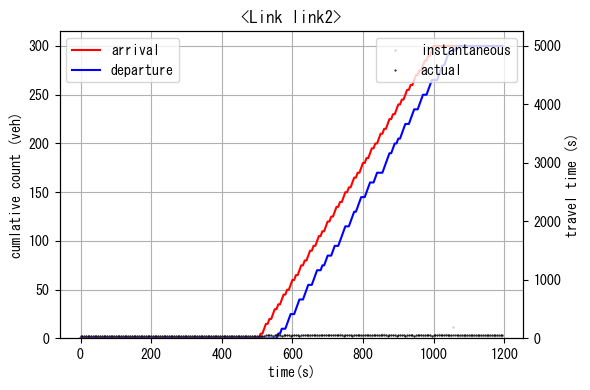 <Link link2>
arrival
departure
instantaneous
actual
cumlative count (veh)
300
250
200
150
100
50
0
5000
4000
3000
2000
1000
0
travel time (s)
0 200 400 600 800 1000 1200
time(s)